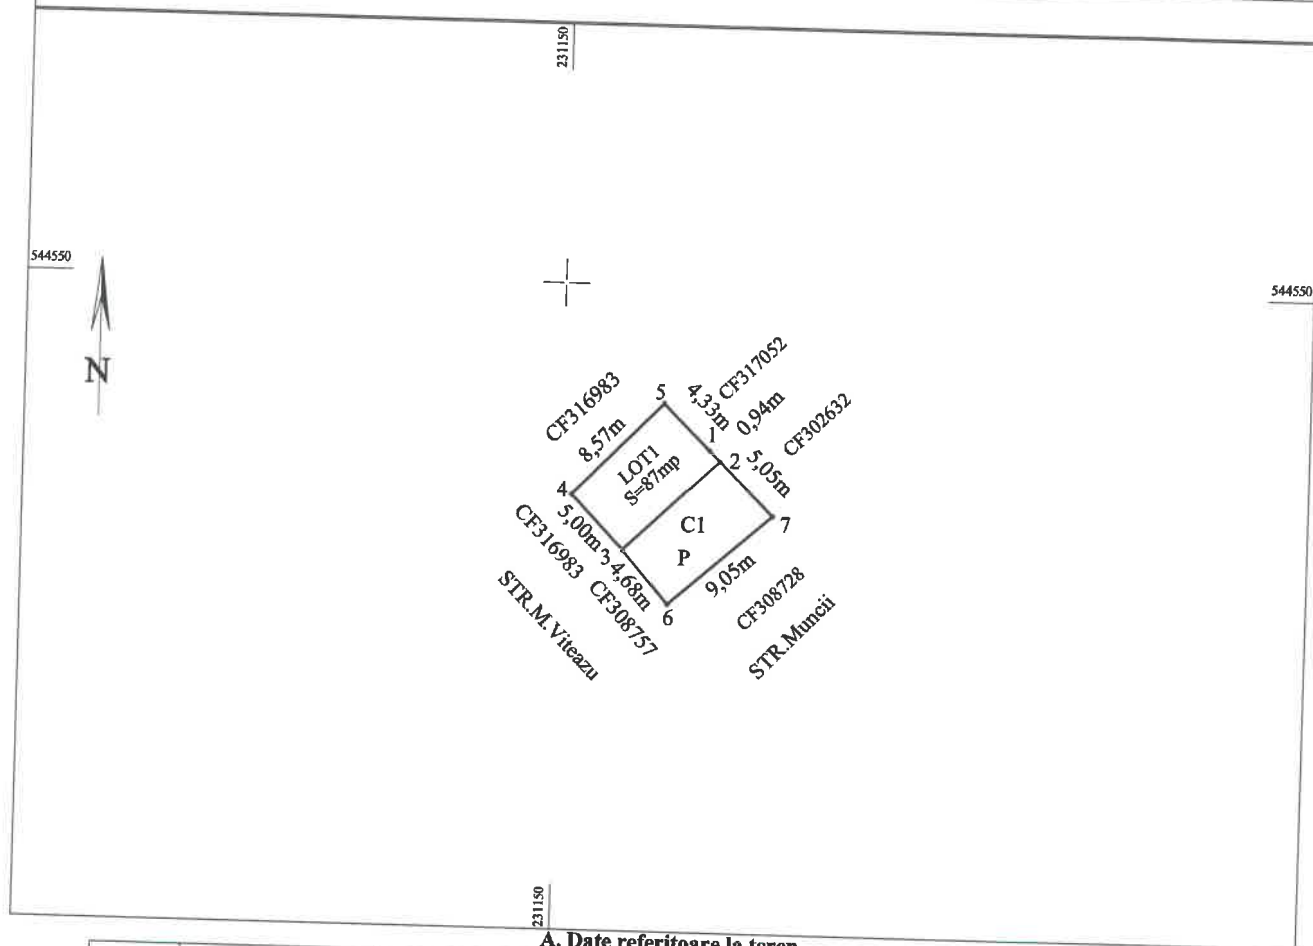 231150
544550
544550
N
CF317052
4,33m
CF316983
5
0,94m
CF302632
8,57m
1
2
5,05m
LOT1
S=87mp
4
5,00m
C1
7
CF316983
3
P
4,68m
9,05m
CF308757
6
CF308728
STR.M.Viteazu
STR.Muncii
231150
A. Date referitoare la teren